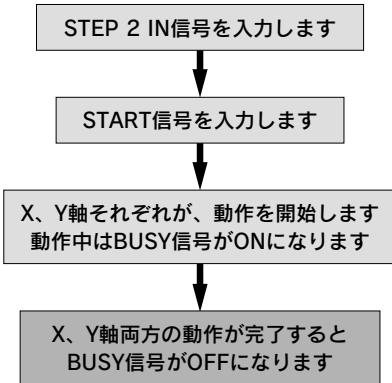 STEP 2 IN信号を入力します
START信号を入力します
X、Y軸それぞれが、動作を開始します
動作中はBUSY信号がONになります
X、Y軸両方の動作が完了すると
BUSY信号がOFFになります